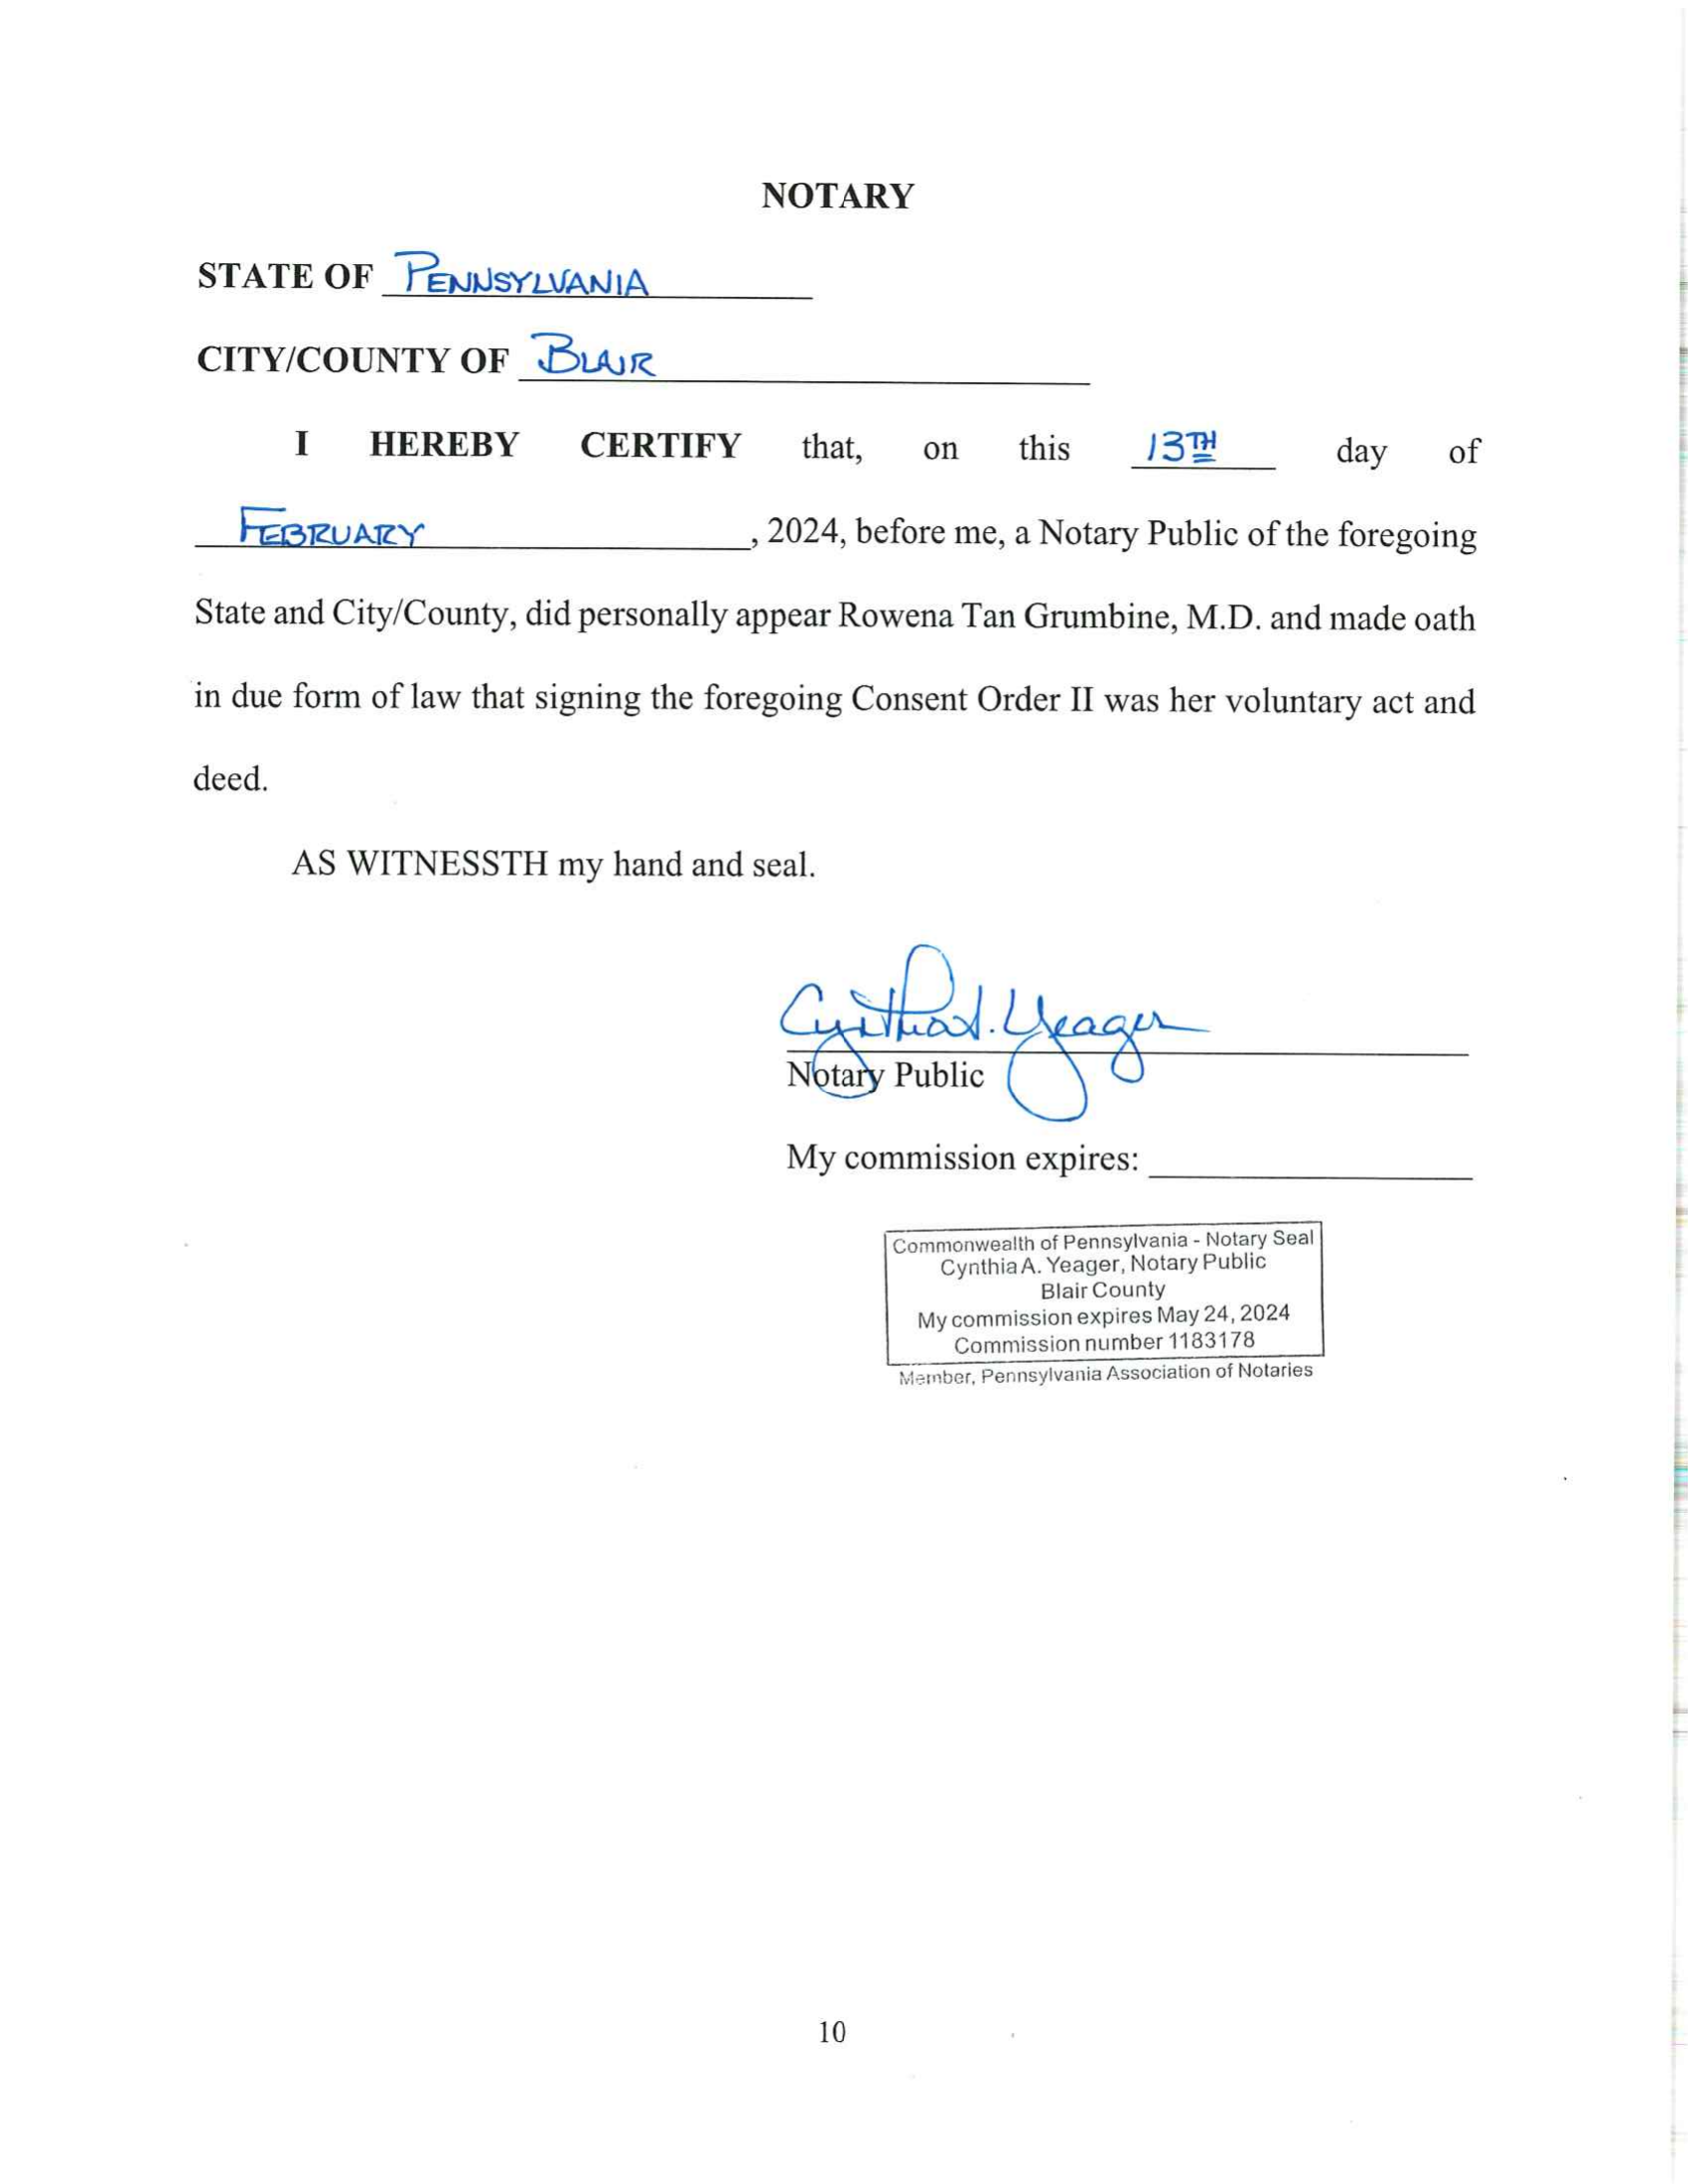 NOTARY
STATE OF PENNSYLVANIA
CITY/COUNTY OF BLAIR
I HEREBY CERTIFY that, on this 13TH day of
FEBRUARY, 2024, before me, a Notary Public of the foregoing
State and City/County, did personally appear Rowena Tan Grumbine, M.D. and made oath
in due form of law that signing the foregoing Consent Order II was her voluntary act and
deed.
AS WITNESSTH my hand and seal.
Cynthia A. Yeager
Notary Public
My commission expires:
Commonwealth of Pennsylvania - Notary Seal
Cynthia A. Yeager, Notary Public
Blair County
My commission expires May 24, 2024
Commission number 1183178
Member, Pennsylvania Association of Notaries
10